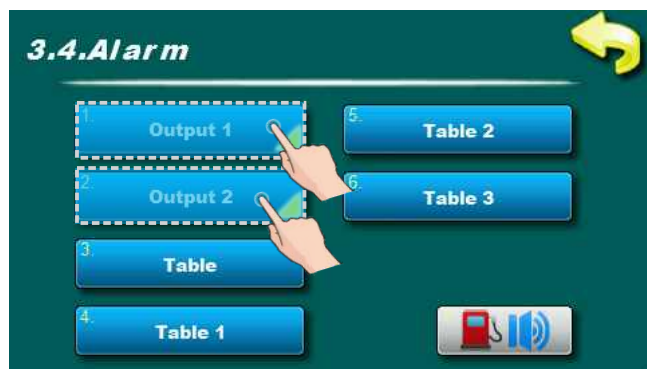 3.4.Alarm
1.
Output 1
2.
Output 2
3.
Table
4.
Table 1
5.
Table 2
6.
Table 3